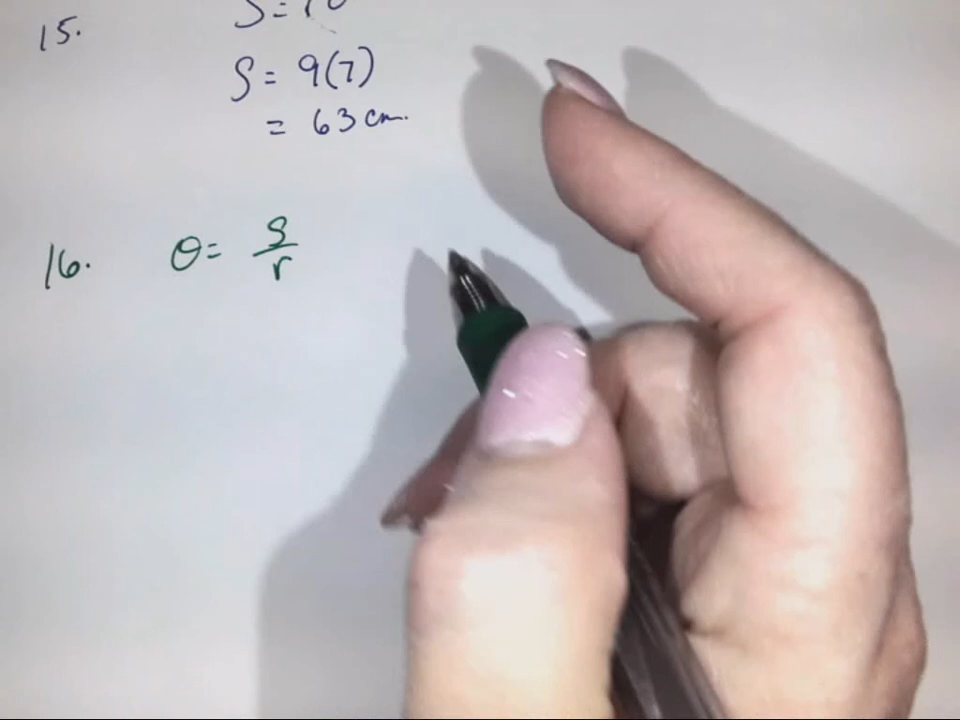 15.
S = 9(7)
= 63 cm.
16. θ = s/r